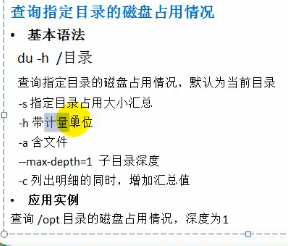 查询指定目录的磁盘占用情况
• 基本语法
du -h /目录
查询指定目录的磁盘占用情况，默认为当前目录
-s 指定目录占用大小汇总
-h 带计量单位
-a 含文件
--max-depth=1 子目录深度
-c 列出明细的同时，增加汇总值
• 应用实例
查询 /opt 目录的磁盘占用情况，深度为1